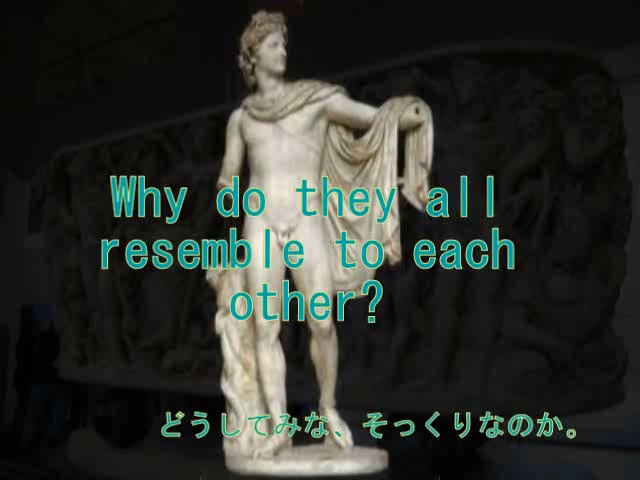 Why do they all
resemble to each
other?
どうしてみな、そっくりなのか。